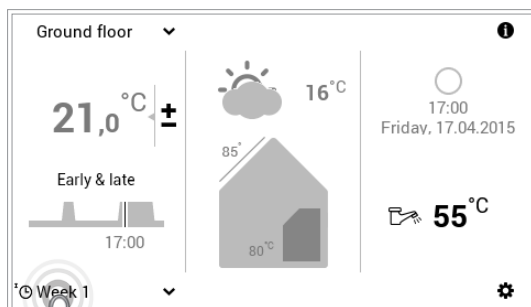 Ground floor
21,0 °C ±
Early & late
17:00
Week 1
16°C
85°
80°C
17:00
Friday, 17.04.2015
55°C